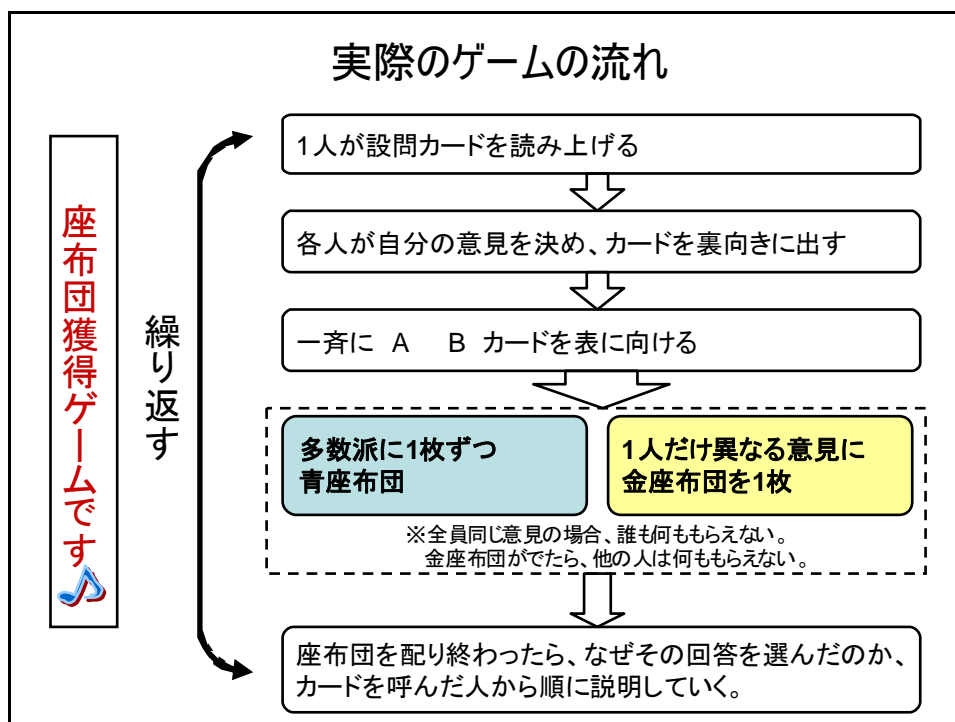 実際のゲームの流れ
座布団獲得ゲームです
繰り返す
1人が設問カードを読み上げる
各人が自分の意見を決め、カードを裏向きに出す
一斉に A B カードを表に向ける
多数派に1枚ずつ
青座布団
1人だけ異なる意見に
金座布団を1枚
※全員同じ意見の場合、誰も何ももらえない。
金座布団がでたら、他の人は何ももらえない。
座布団を配り終わったら、なぜその回答を選んだのか、
カードを呼んだ人から順に説明していく。